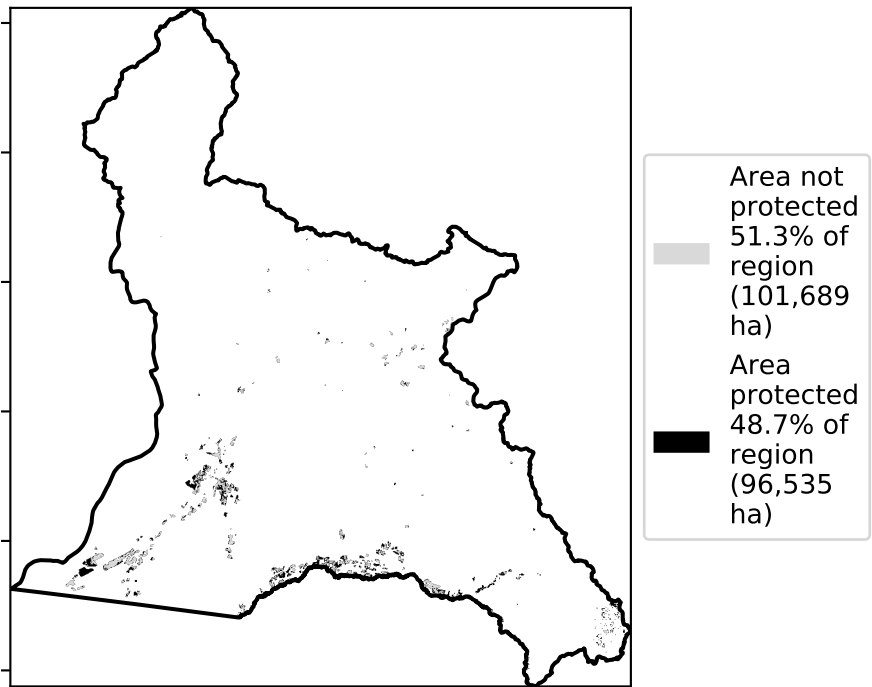 Area not
protected
51.3% of
region
(101,689
ha)
Area
protected
48.7% of
region
(96,535
ha)